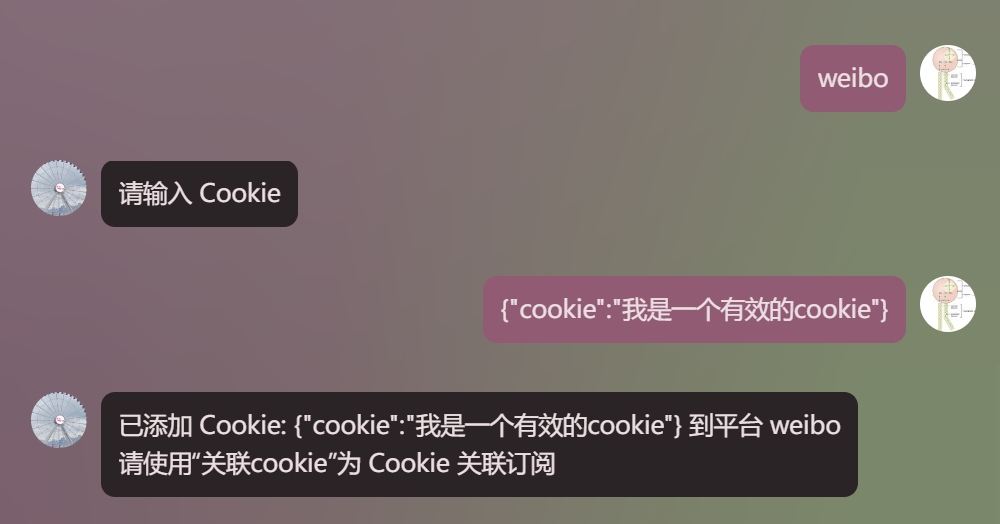 weibo
请输入 Cookie
{"cookie":"我是一个有效的cookie"}
已添加 Cookie: {"cookie":"我是一个有效的cookie"} 到平台 weibo
请使用“关联cookie”为 Cookie 关联订阅